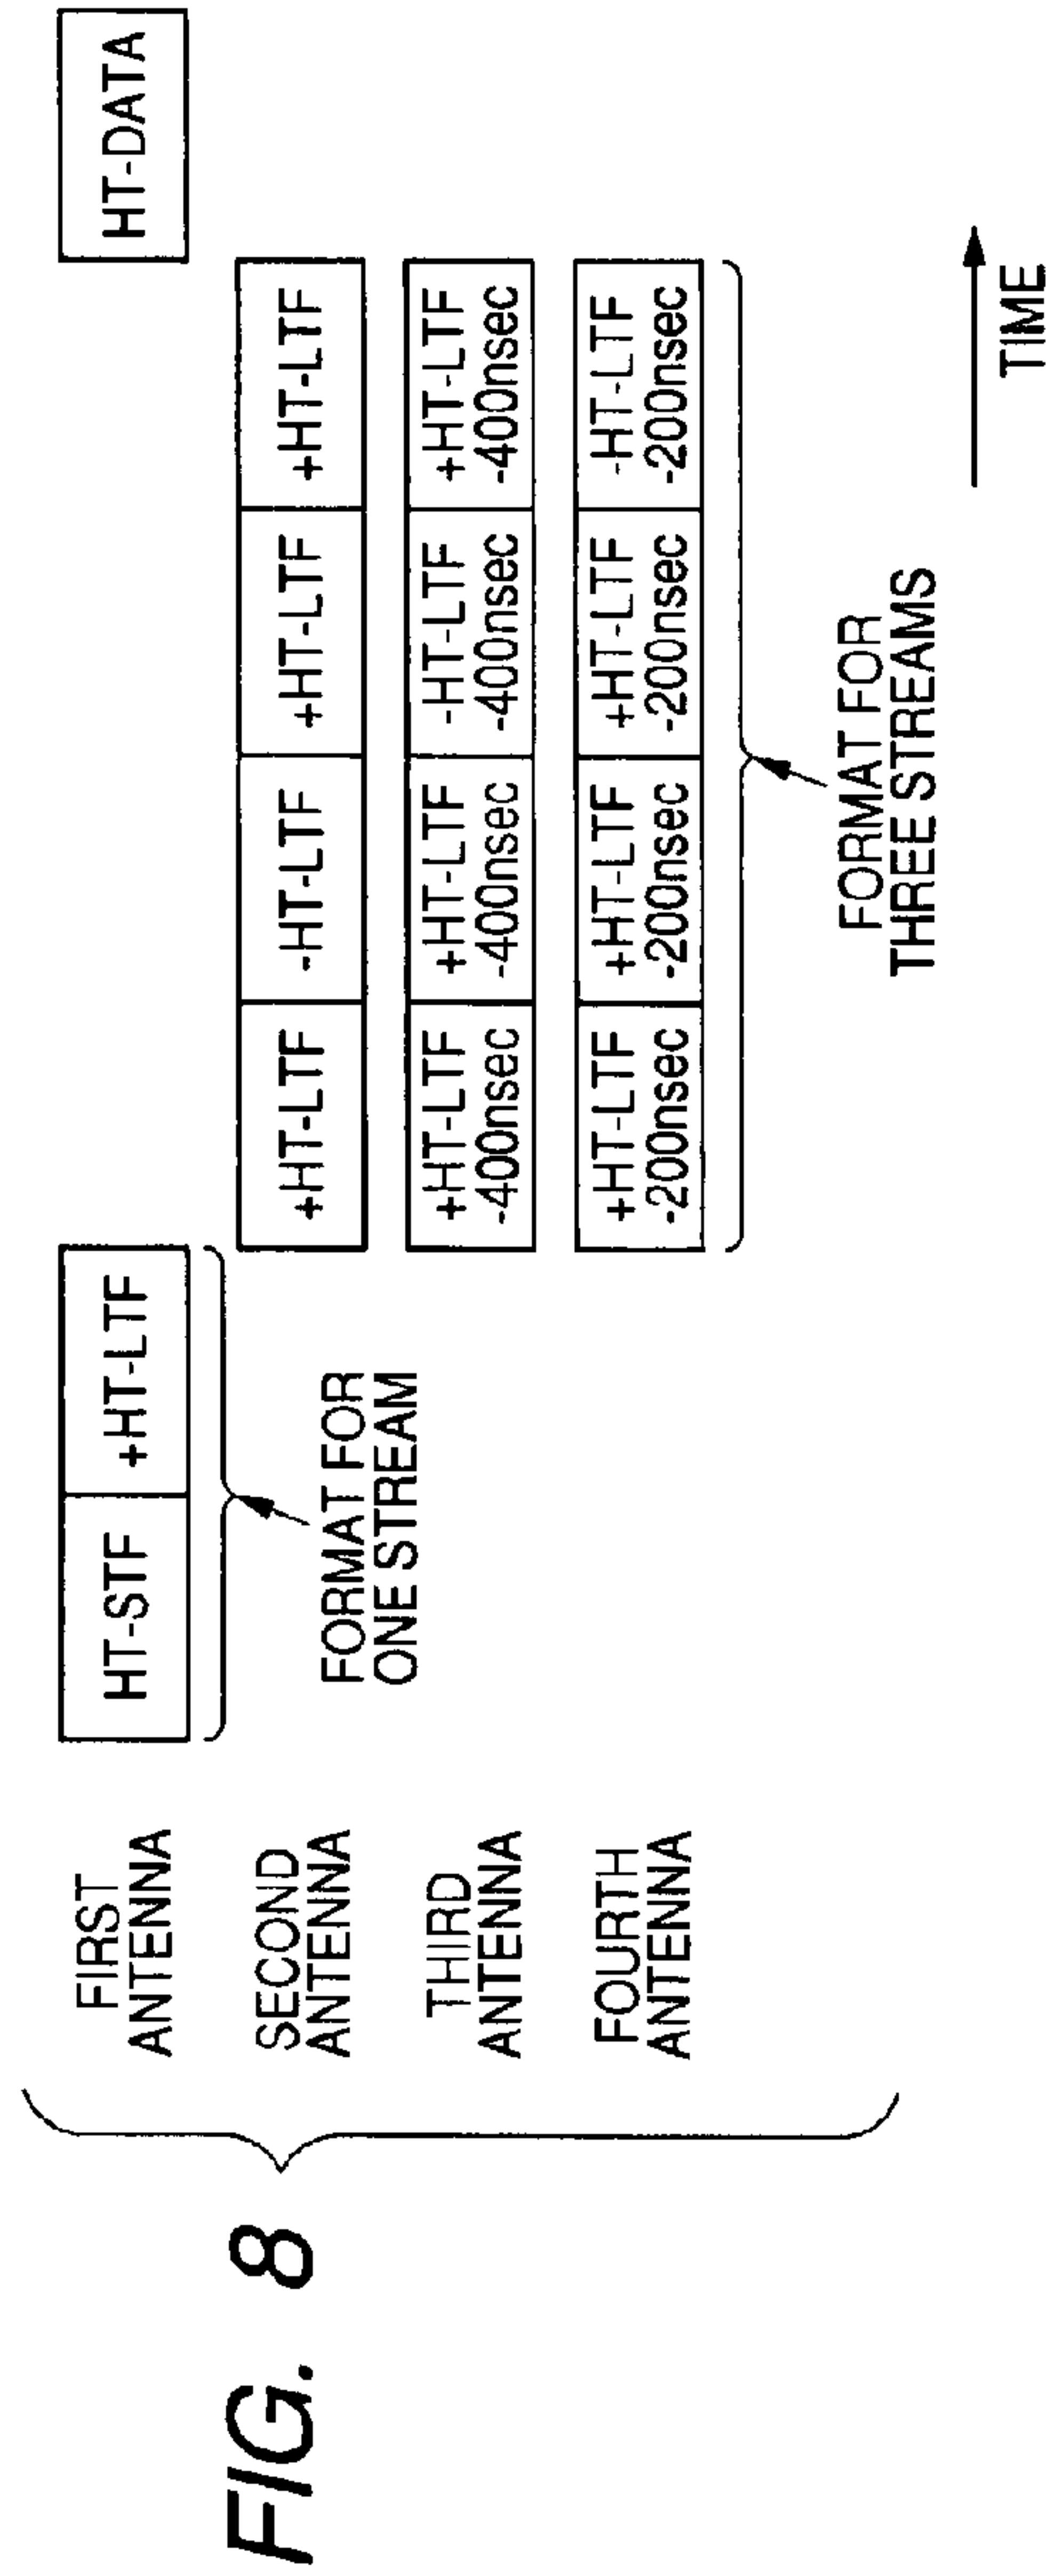 FIG. 8
FIRST
ANTENNA
HT-STF
+HT-LTF
HT-DATA
FORMAT FOR
ONE STREAM
SECOND
ANTENNA
+HT-LTF
-HT-LTF
+HT-LTF
+HT-LTF
THIRD
ANTENNA
+HT-LTF
-400nsec
+HT-LTF
-400nsec
-HT-LTF
-400nsec
+HT-LTF
-400nsec
FOURTH
ANTENNA
+HT-LTF
-200nsec
+HT-LTF
-200nsec
+HT-LTF
-200nsec
-HT-LTF
-200nsec
FORMAT FOR
THREE STREAMS
TIME